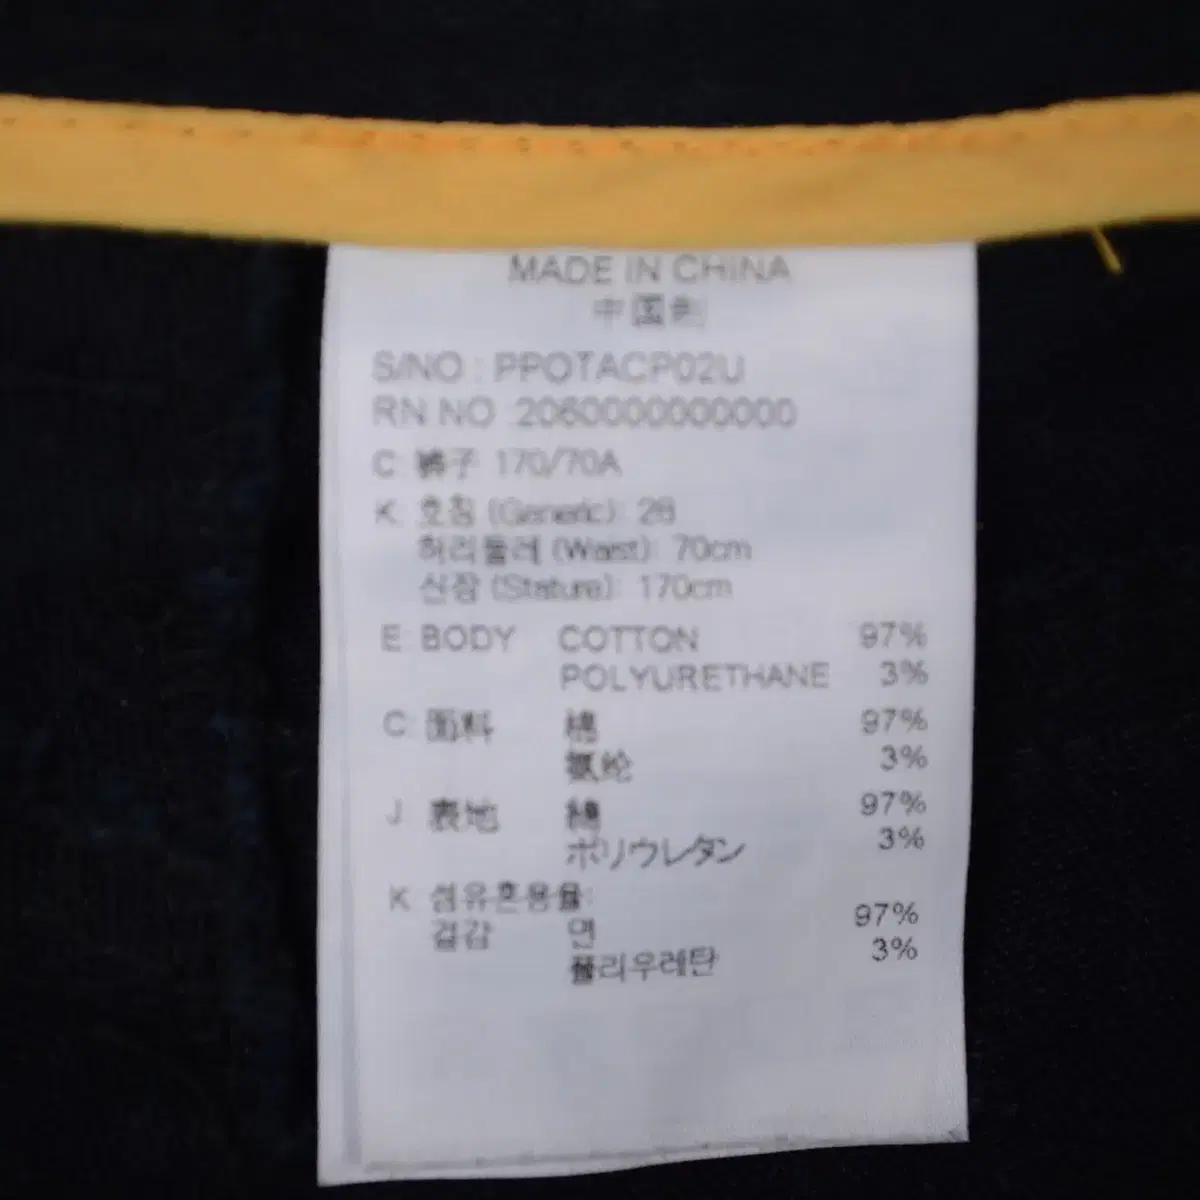 MADE IN CHINA
中国制
S/NO : PPOTACP02U
RN NO 2060000000000
C: 裤子 170/70A
K: 호칭 (Generic): 28
허리둘레 (Waist): 70cm
신장 (Stature): 170cm
E: BODY COTTON 97%
POLYURETHANE 3%
C: 面料 棉 97%
氨纶 3%
J: 表地 綿 97%
ポリウレタン 3%
K: 섬유혼용율:
겉감 면 97%
폴리우레탄 3%